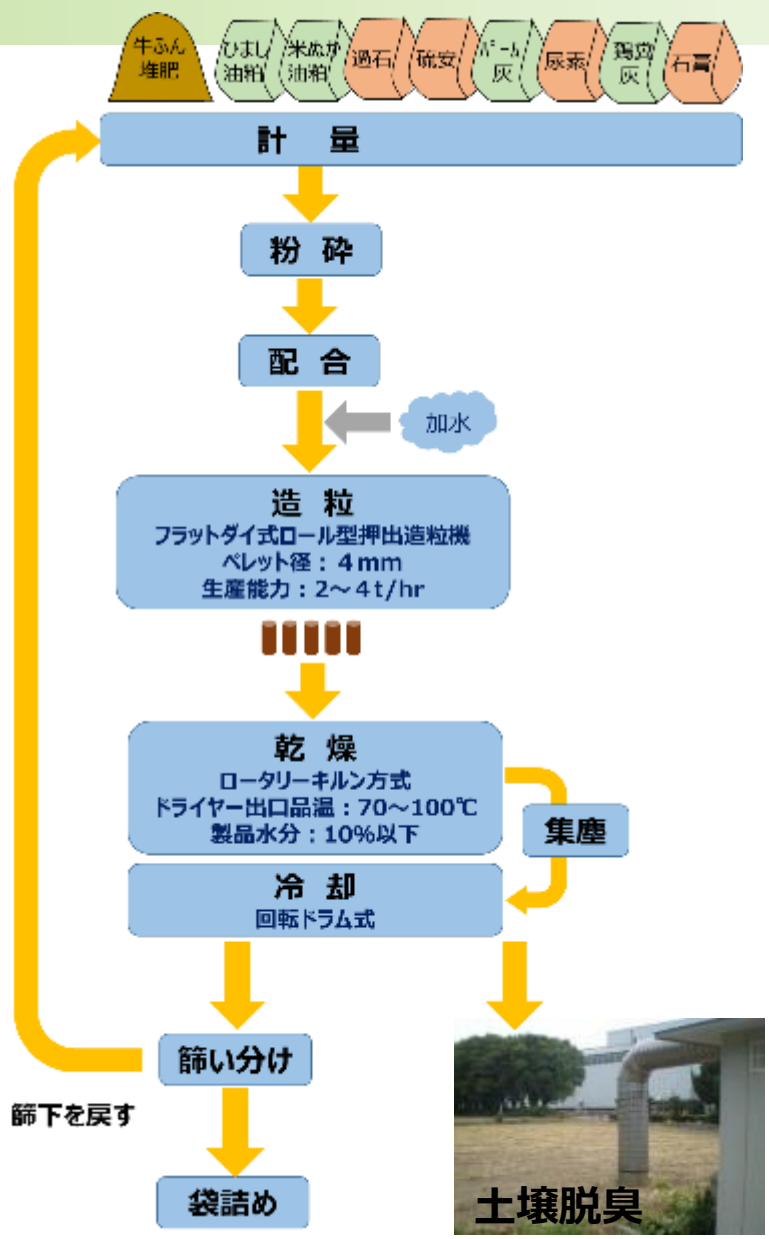 牛ふん
堆肥
ひまし
油粕
米ぬか
油粕
過石
硫安
パーム
灰
尿素
鶏糞
灰
石膏
計量
粉砕
配合
加水
造粒
フラットダイ式ロール型押出造粒機
ペレット径：4mm
生産能力：2～4t/hr
乾燥
ロータリーキルン方式
ドライヤー出口品温：70～100℃
製品水分：10%以下
集塵
冷却
回転ドラム式
篩い分け
篩下を戻す
袋詰め
土壌脱臭